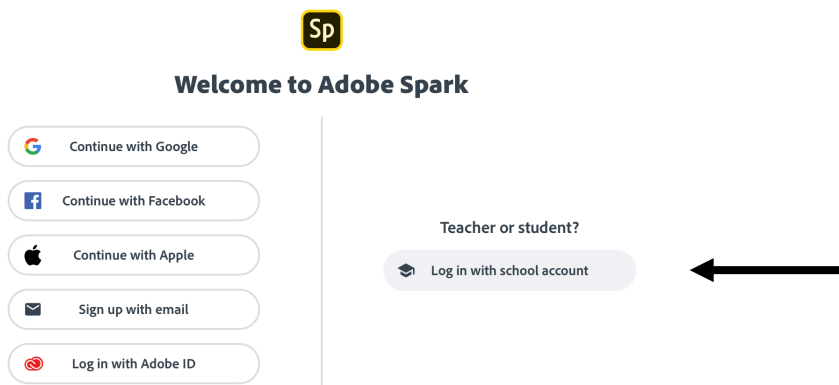 Sp
Welcome to Adobe Spark
Continue with Google
Continue with Facebook
Continue with Apple
Sign up with email
Log in with Adobe ID
Teacher or student?
Log in with school account